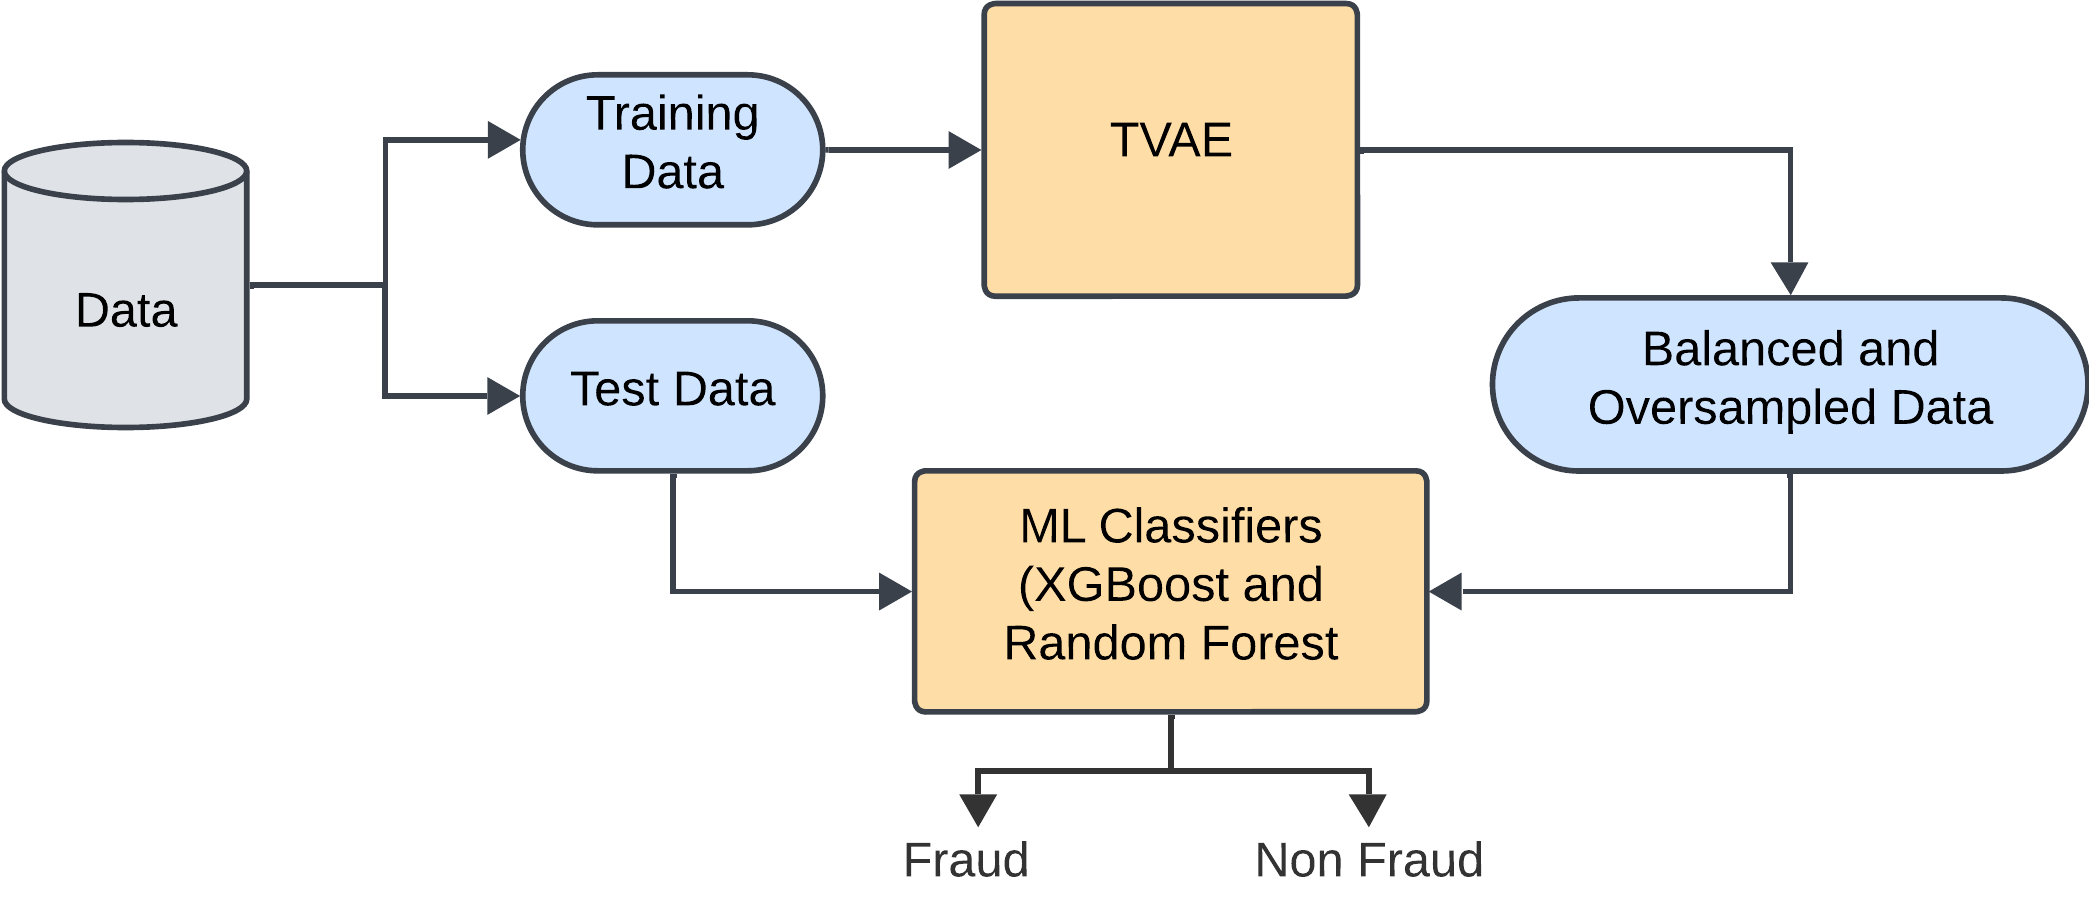 Training
Data
TVAE
Data
Test Data
Balanced and
Oversampled Data
ML Classifiers
(XGBoost and
Random Forest
Fraud
Non Fraud